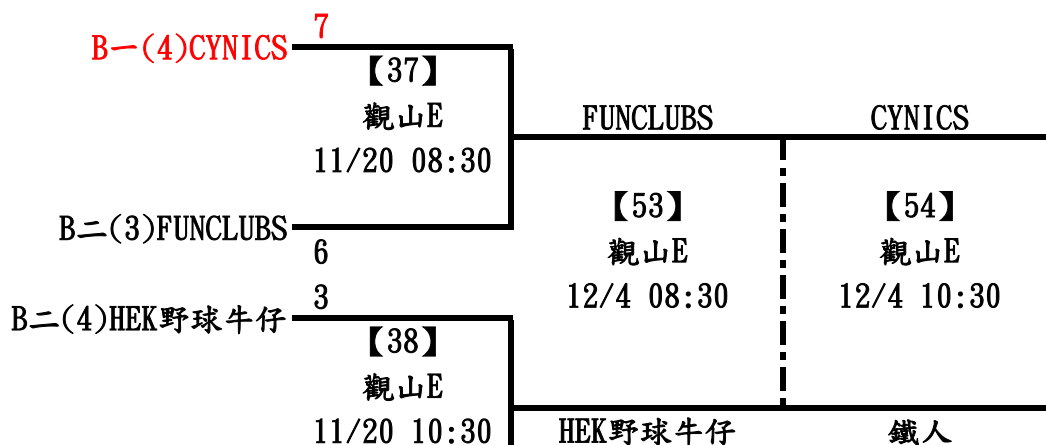 7
B一(4)CYNICS
【37】
觀山E
11/20 08:30
B二(3)FUNCLUBS
6
3
B二(4)HEK野球牛仔
【38】
觀山E
11/20 10:30
FUNCLUBS
【53】
觀山E
12/4 08:30
HEK野球牛仔
CYNICS
【54】
觀山E
12/4 10:30
鐵人